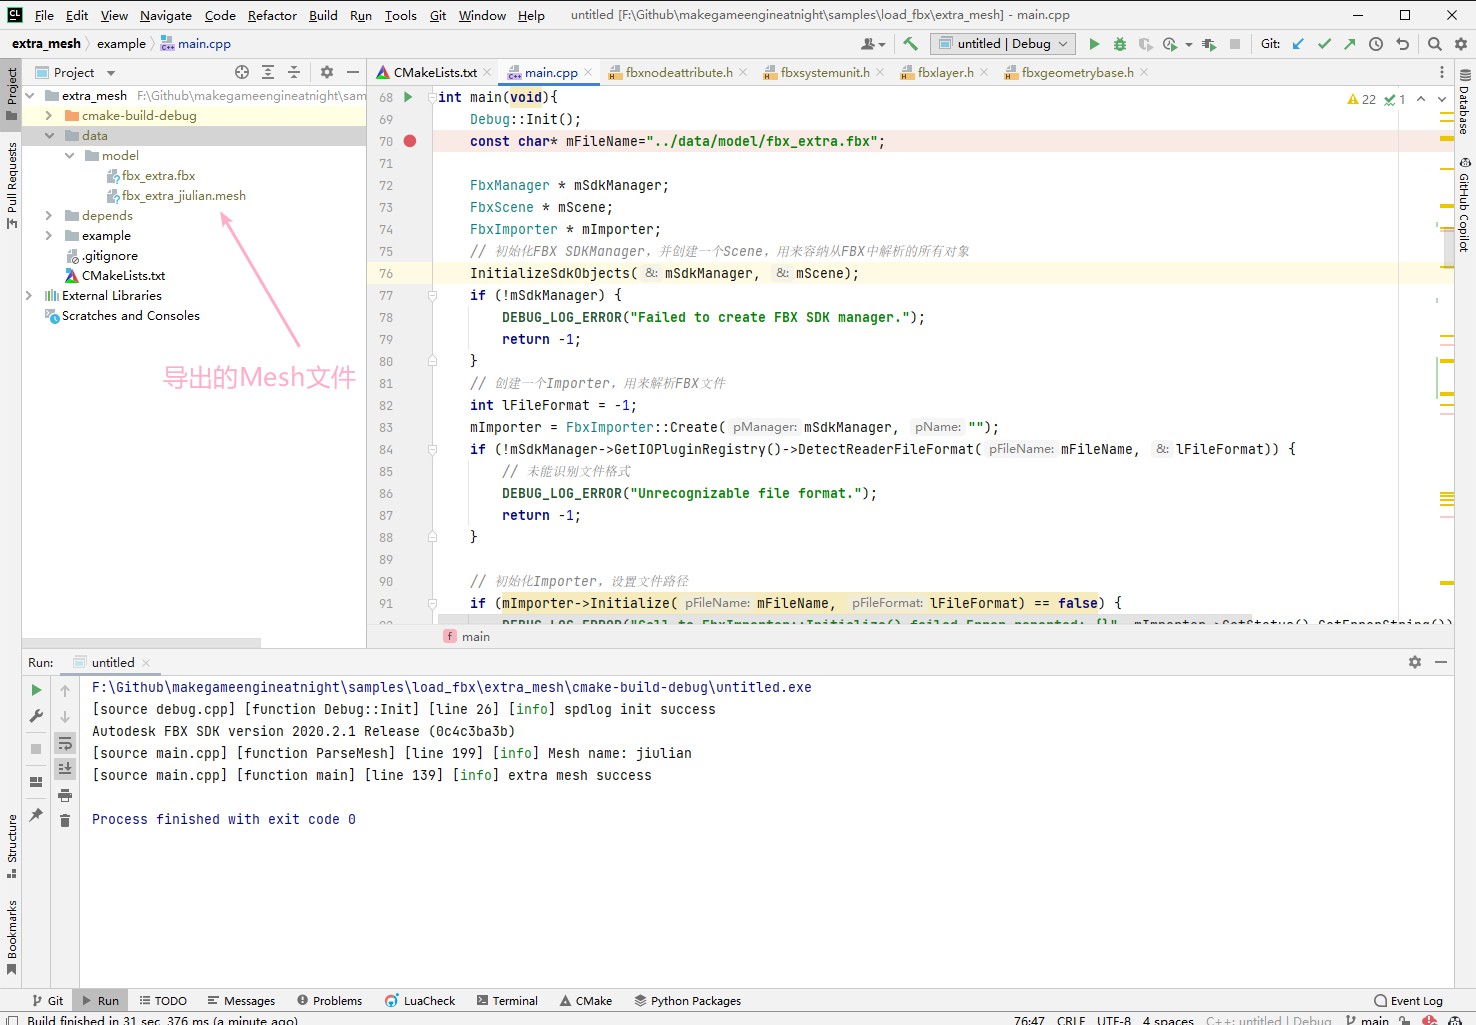 CL File Edit View Navigate Code Refactor Build Run Tools Git Window Help untitled [F:\Github\makegameengineatnight\samples\load_fbx\extra_mesh] - main.cpp
extra_mesh example main.cpp untitled | Debug Git:
Project CMakeLists.txt main.cpp fbxnodeattribute.h fbxsystemunit.h fbxlayer.h fbxgeometrybase.h
Project
Pull Requests
Structure
Bookmarks
Database
GitHub Copilot
extra_mesh F:\Github\makegameengineatnight\sam
cmake-build-debug
data
model
fbx_extra.fbx
fbx_extra_jiulian.mesh
depends
example
.gitignore
CMakeLists.txt
External Libraries
Scratches and Consoles
导出的Mesh文件
22 1
68 int main(void){
69 Debug::Init();
70 const char* mFileName="../data/model/fbx_extra.fbx";
71
72 FbxManager * mSdkManager;
73 FbxScene * mScene;
74 FbxImporter * mImporter;
75 // 初始化FBX SDKManager，并创建一个Scene，用来容纳从FBX中解析的所有对象
76 InitializeSdkObjects( &: mSdkManager, &: mScene);
77 if (!mSdkManager) {
78 DEBUG_LOG_ERROR("Failed to create FBX SDK manager.");
79 return -1;
80 }
81 // 创建一个Importer，用来解析FBX文件
82 int lFileFormat = -1;
83 mImporter = FbxImporter::Create( pManager: mSdkManager, pName: "");
84 if (!mSdkManager->GetIOPluginRegistry()->DetectReaderFileFormat( pFileName: mFileName, &: lFileFormat)) {
85 // 未能识别文件格式
86 DEBUG_LOG_ERROR("Unrecognizable file format.");
87 return -1;
88 }
89
90 // 初始化Importer，设置文件路径
91 if (mImporter->Initialize( pFileName: mFileName, pFileFormat: lFileFormat) == false) {
DEBUG_LOG_ERROR("Call to FbxImporter::Initialize() failed.Error reported: {}", mImporter->GetStatus().GetErrorString())
f main
Run: untitled
F:\Github\makegameengineatnight\samples\load_fbx\extra_mesh\cmake-build-debug\untitled.exe
[source debug.cpp] [function Debug::Init] [line 26] [info] spdlog init success
Autodesk FBX SDK version 2020.2.1 Release (0c4c3ba3b)
[source main.cpp] [function ParseMesh] [line 199] [info] Mesh name: jiulian
[source main.cpp] [function main] [line 139] [info] extra mesh success
Process finished with exit code 0
Git Run TODO Messages Problems LuaCheck Terminal CMake Python Packages Event Log
Build finished in 31 sec, 376 ms (a minute ago) 76:47 CRLF UTF-8 4 spaces C++: untitled | Debug main